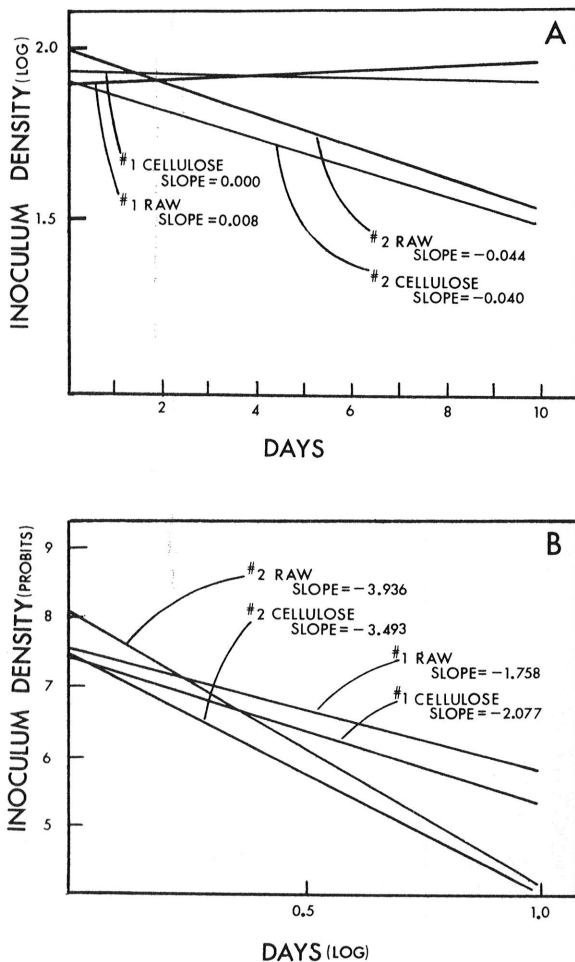 A
INOCULUM DENSITY (LOG)
2.0
1.5
#1 CELLULOSE
SLOPE=0.000
#1 RAW
SLOPE=0.008
#2 RAW
SLOPE=-0.044
#2 CELLULOSE
SLOPE=-0.040
2 4 6 8 10
DAYS
B
INOCULUM DENSITY (PROBITS)
9
8
7
6
5
#2 RAW
SLOPE=-3.936
#2 CELLULOSE
SLOPE=-3.493
#1 RAW
SLOPE=-1.758
#1 CELLULOSE
SLOPE=-2.077
0.5 1.0
DAYS (LOG)